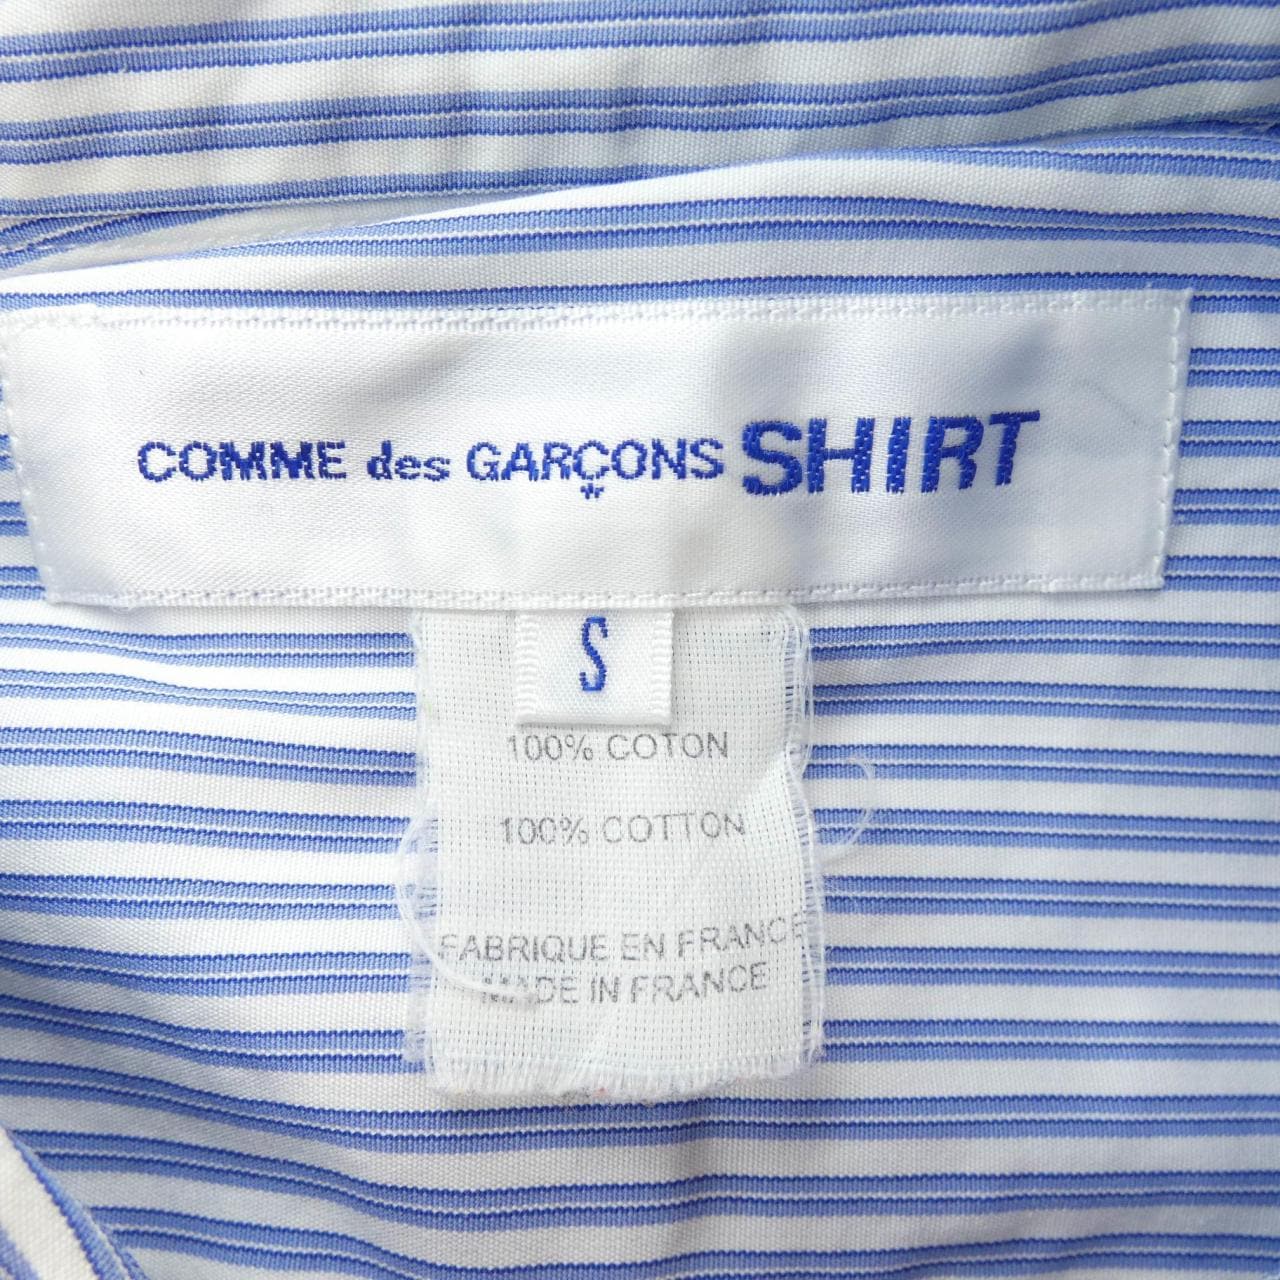 COMME des GARÇONS SHIRT
S
100% COTON
100% COTTON
FABRIQUE EN FRANCE
MADE IN FRANCE